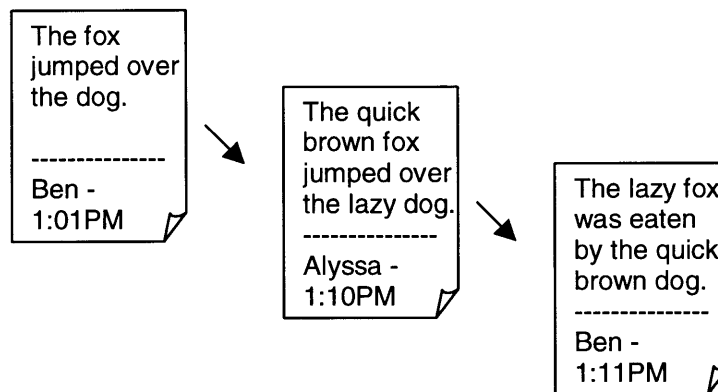 The fox
jumped over
the dog.
---------------
Ben -
1:01PM
The quick
brown fox
jumped over
the lazy dog.
---------------
Alyssa -
1:10PM
The lazy fox
was eaten
by the quick
brown dog.
---------------
Ben -
1:11PM